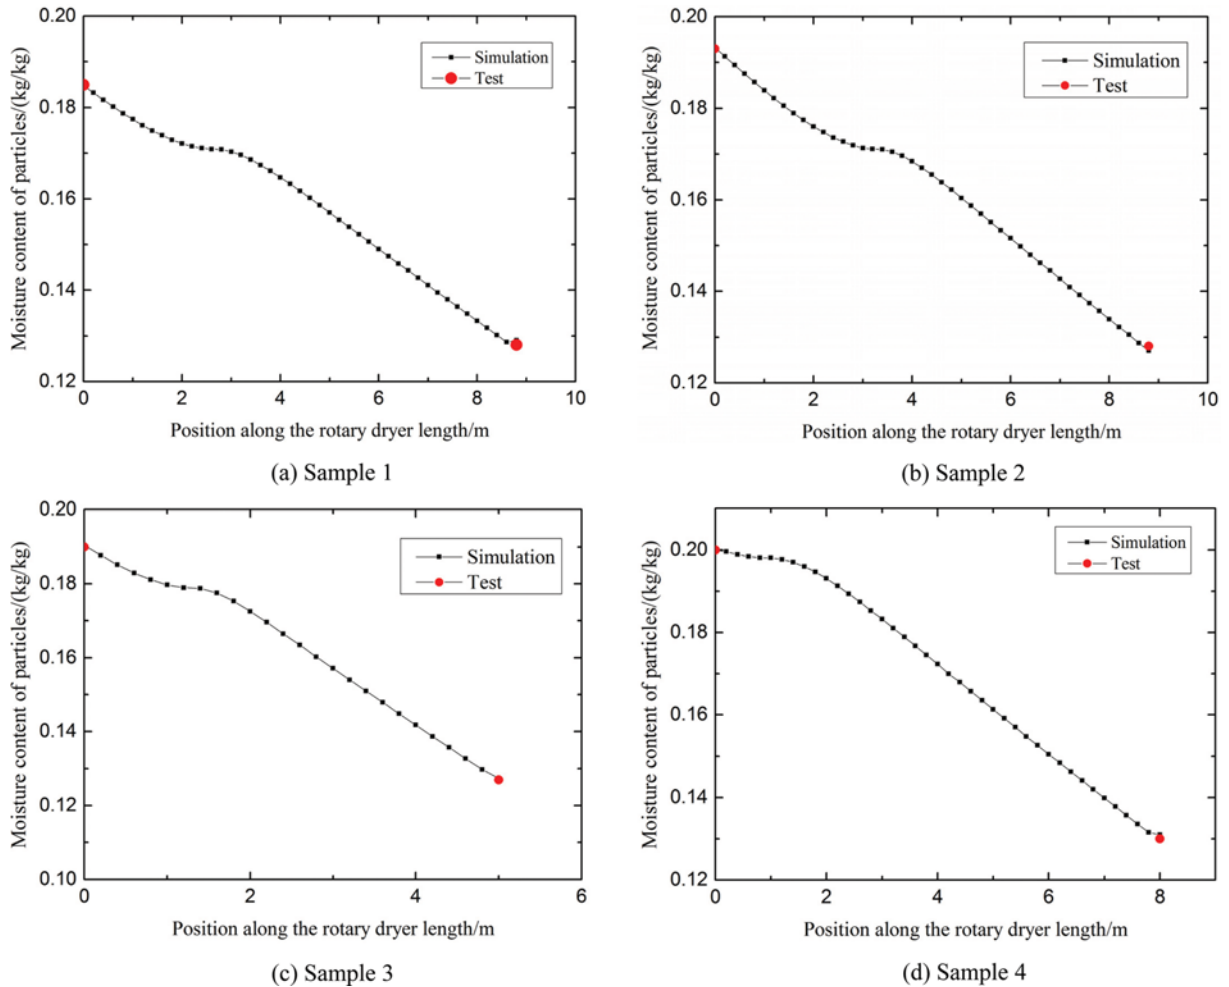 0.20
0.18
0.16
0.14
0.12
0
2
4
6
8
10
Moisture content of particles/(kg/kg)
Position along the rotary dryer length/m
Simulation
Test
(a) Sample 1
0.20
0.18
0.16
0.14
0.12
0
2
4
6
8
10
Moisture content of particles/(kg/kg)
Position along the rotary dryer length/m
Simulation
Test
(b) Sample 2
0.20
0.18
0.16
0.14
0.12
0.10
0
2
4
6
Moisture content of particles/(kg/kg)
Position along the rotary dryer length/m
Simulation
Test
(c) Sample 3
0.20
0.18
0.16
0.14
0.12
0
2
4
6
8
Moisture content of particles/(kg/kg)
Position along the rotary dryer length/m
Simulation
Test
(d) Sample 4